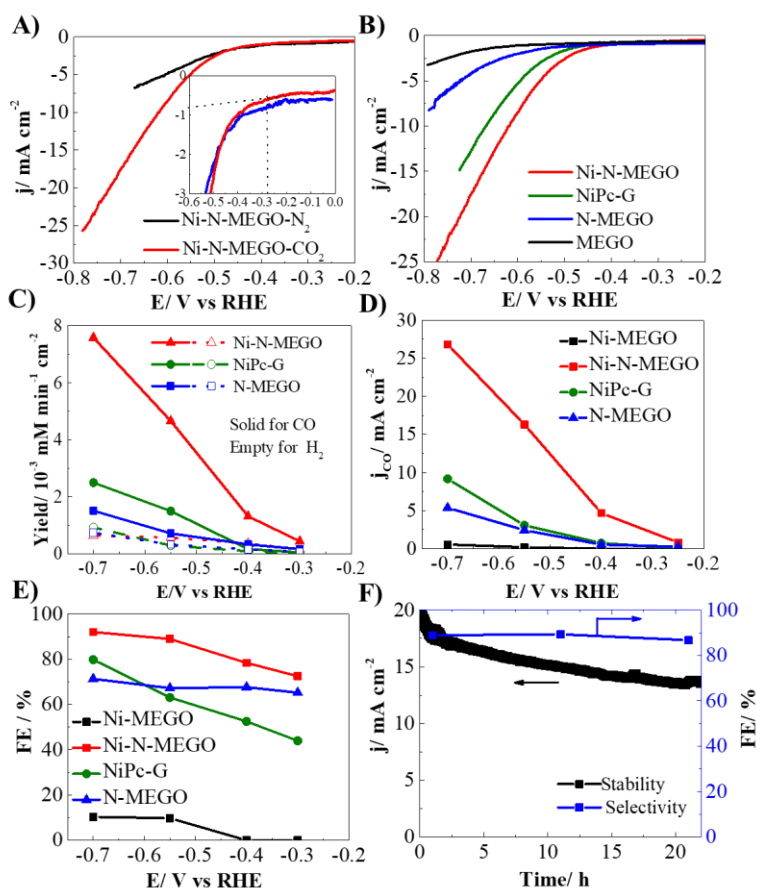 A)
0
-5
-10
-15
-20
-25
-30
j/ mA cm⁻²
0
-1
-2
-3
-0.6 -0.5 -0.4 -0.3 -0.2 -0.1 0.0
Ni-N-MEGO-N₂
Ni-N-MEGO-CO₂
-0.8 -0.7 -0.6 -0.5 -0.4 -0.3 -0.2
E/ V vs RHE
B)
0
-5
-10
-15
-20
-25
j/ mA cm⁻²
Ni-N-MEGO
NiPc-G
N-MEGO
MEGO
-0.8 -0.7 -0.6 -0.5 -0.4 -0.3 -0.2
E/ V vs RHE
C)
8
6
4
2
0
Yield/ 10⁻³ mM min⁻¹ cm⁻²
Ni-N-MEGO
NiPc-G
N-MEGO
Solid for CO
Empty for H₂
-0.7 -0.6 -0.5 -0.4 -0.3 -0.2
E/V vs RHE
D)
30
25
20
15
10
5
0
j_CO/ mA cm⁻²
Ni-MEGO
Ni-N-MEGO
NiPc-G
N-MEGO
-0.7 -0.6 -0.5 -0.4 -0.3 -0.2
E/ V vs RHE
E)
100
80
60
40
20
0
FE / %
Ni-MEGO
Ni-N-MEGO
NiPc-G
N-MEGO
-0.7 -0.6 -0.5 -0.4 -0.3 -0.2
E/ V vs RHE
F)
20
15
10
5
0
j/ mA cm⁻²
100
80
60
40
20
0
FE/ %
Stability
Selectivity
0 5 10 15 20
Time/ h